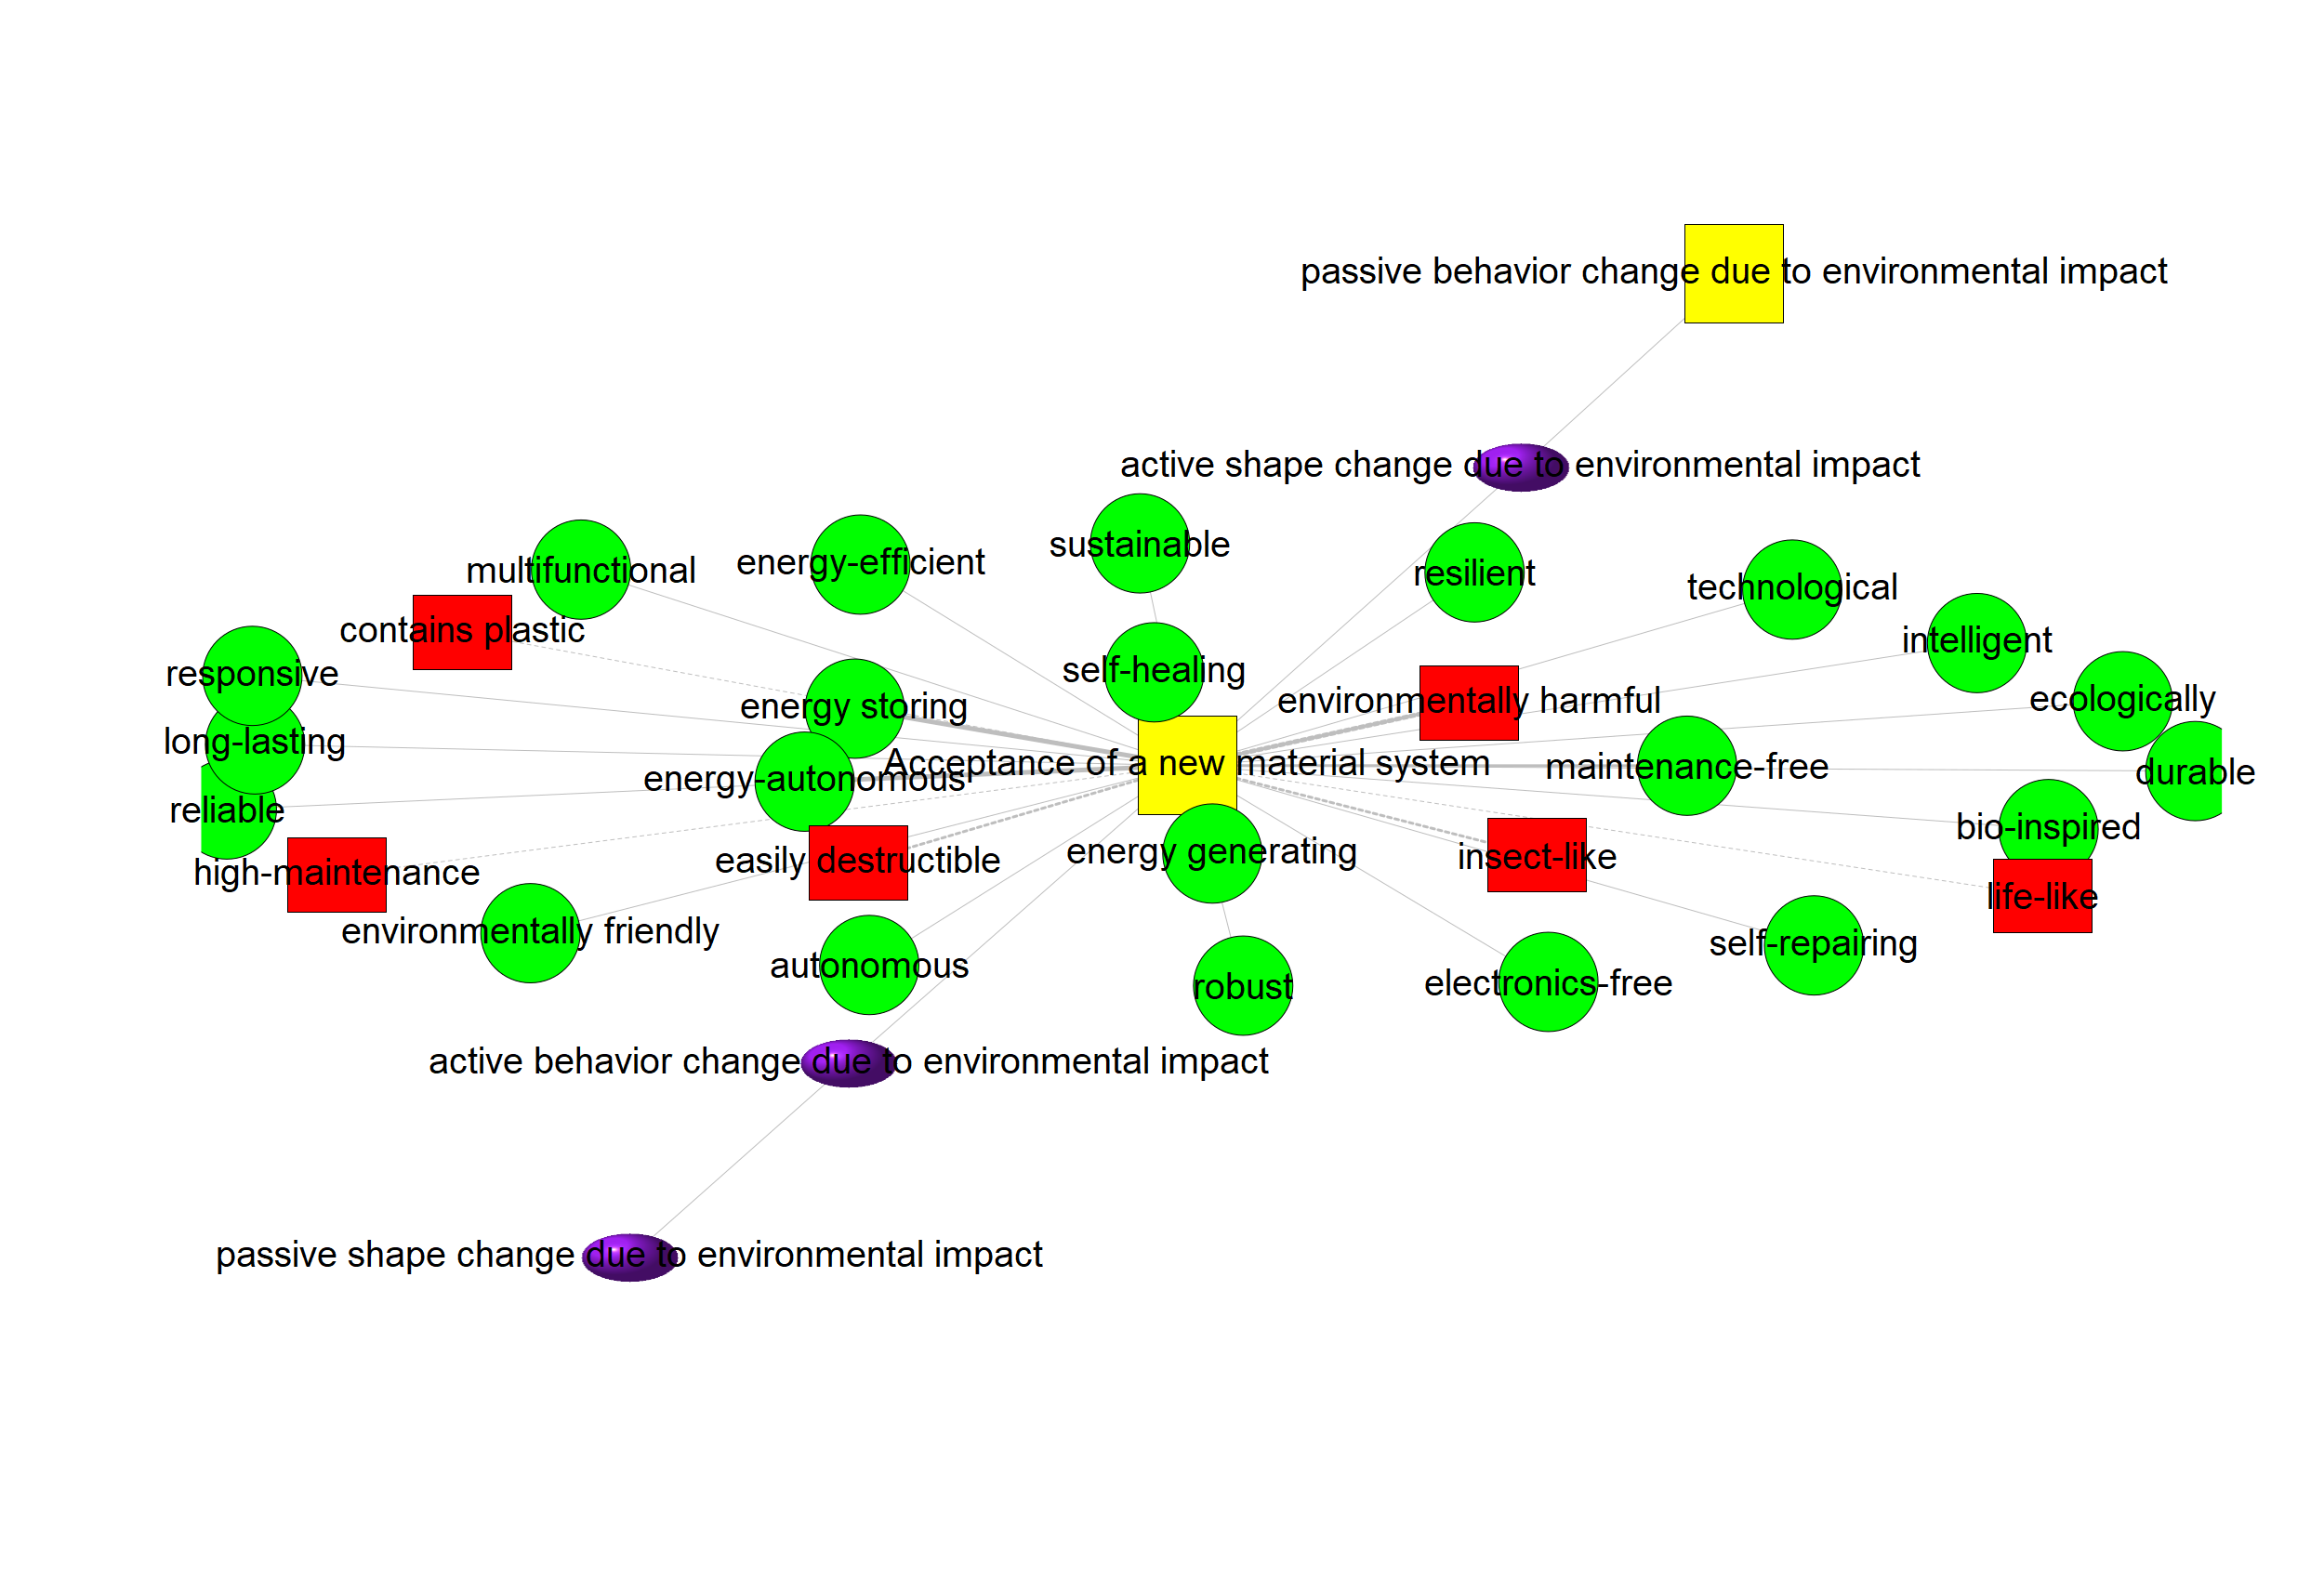 passive behavior change due to environmental impact
active shape change due to environmental impact
sustainable
energy-efficient
multifunctional
resilient
technological
contains plastic
intelligent
responsive
self-healing
environmentally harmful
ecologically
energy storing
long-lasting
Acceptance of a new material system
maintenance-free
durable
energy-autonomous
reliable
bio-inspired
energy generating
insect-like
easily destructible
high-maintenance
life-like
environmentally friendly
self-repairing
autonomous
electronics-free
robust
active behavior change due to environmental impact
passive shape change due to environmental impact